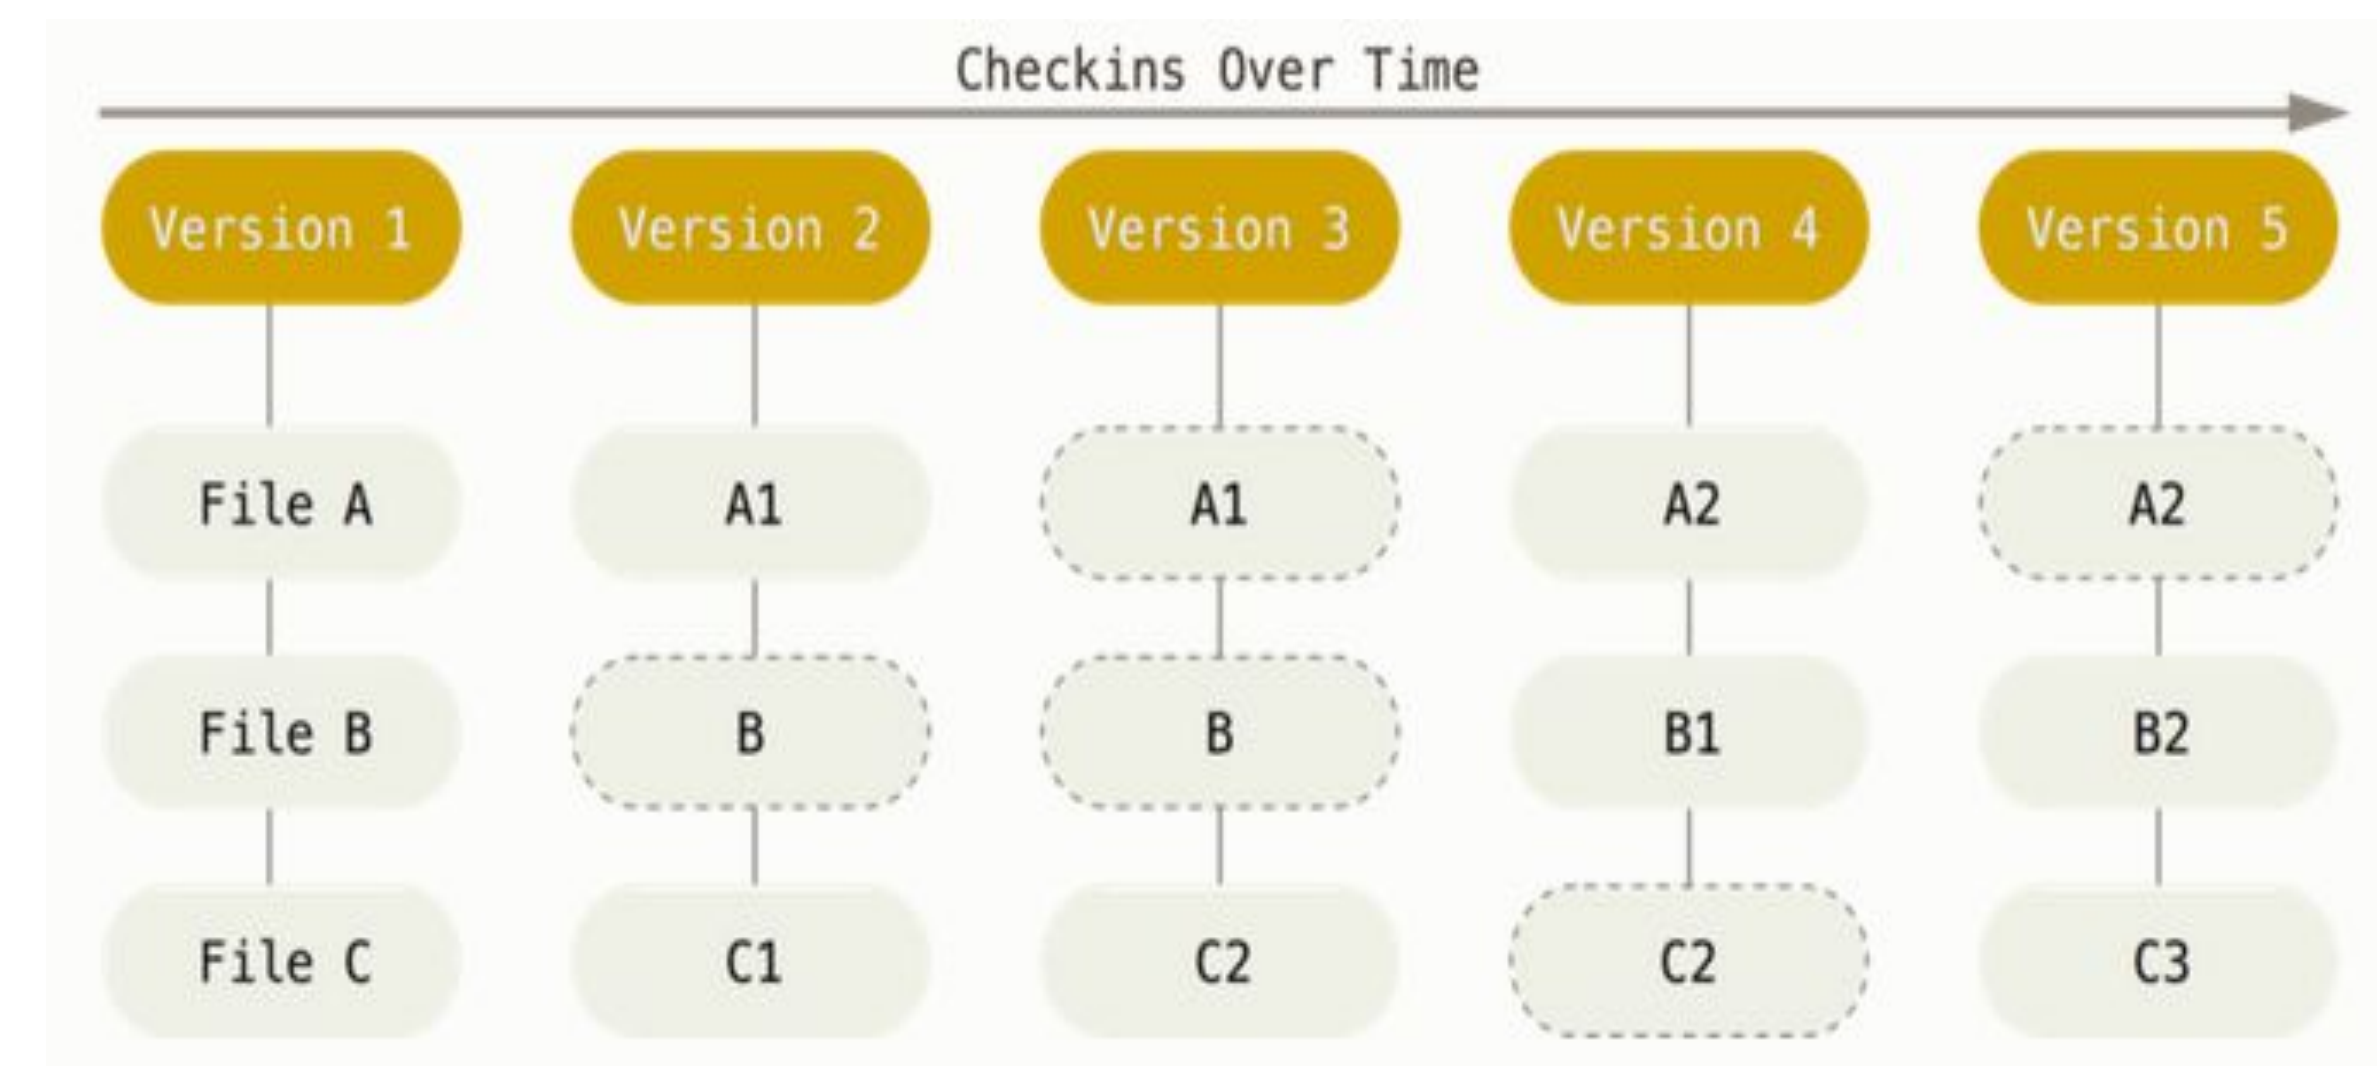 Checkins Over Time
Version 1 Version 2 Version 3 Version 4 Version 5
File A A1 A1 A2 A2
File B B B B1 B2
File C C1 C2 C2 C3